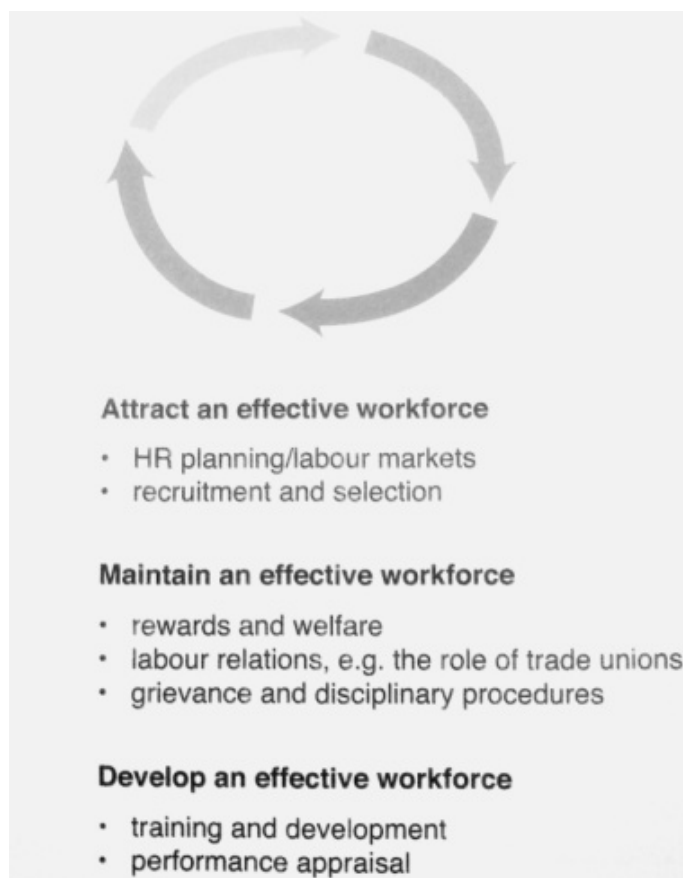 Attract an effective workforce
• HR planning/labour markets
• recruitment and selection
Maintain an effective workforce
• rewards and welfare
• labour relations, e.g. the role of trade unions
• grievance and disciplinary procedures
Develop an effective workforce
• training and development
• performance appraisal